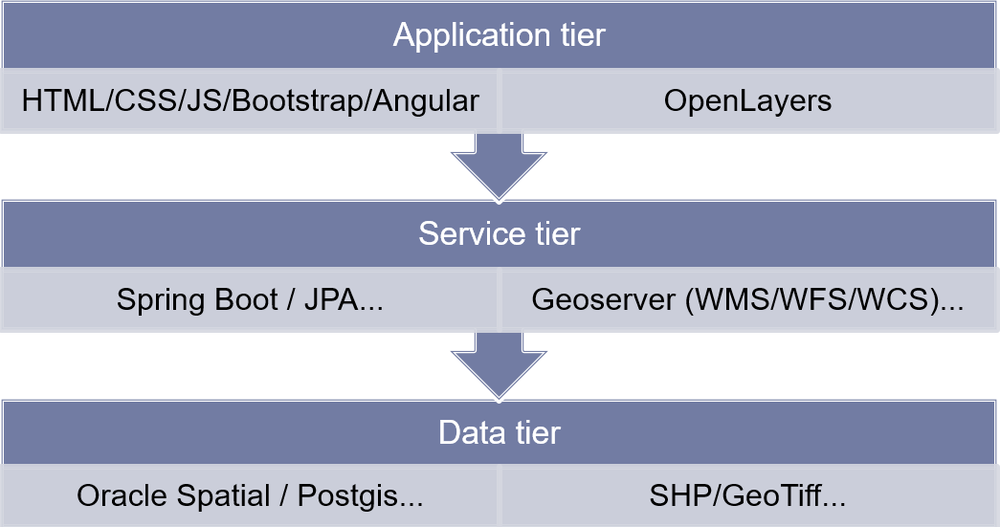 Application tier
HTML/CSS/JS/Bootstrap/Angular
OpenLayers
Service tier
Spring Boot / JPA...
Geoserver (WMS/WFS/WCS)...
Data tier
Oracle Spatial / Postgis...
SHP/GeoTiff...